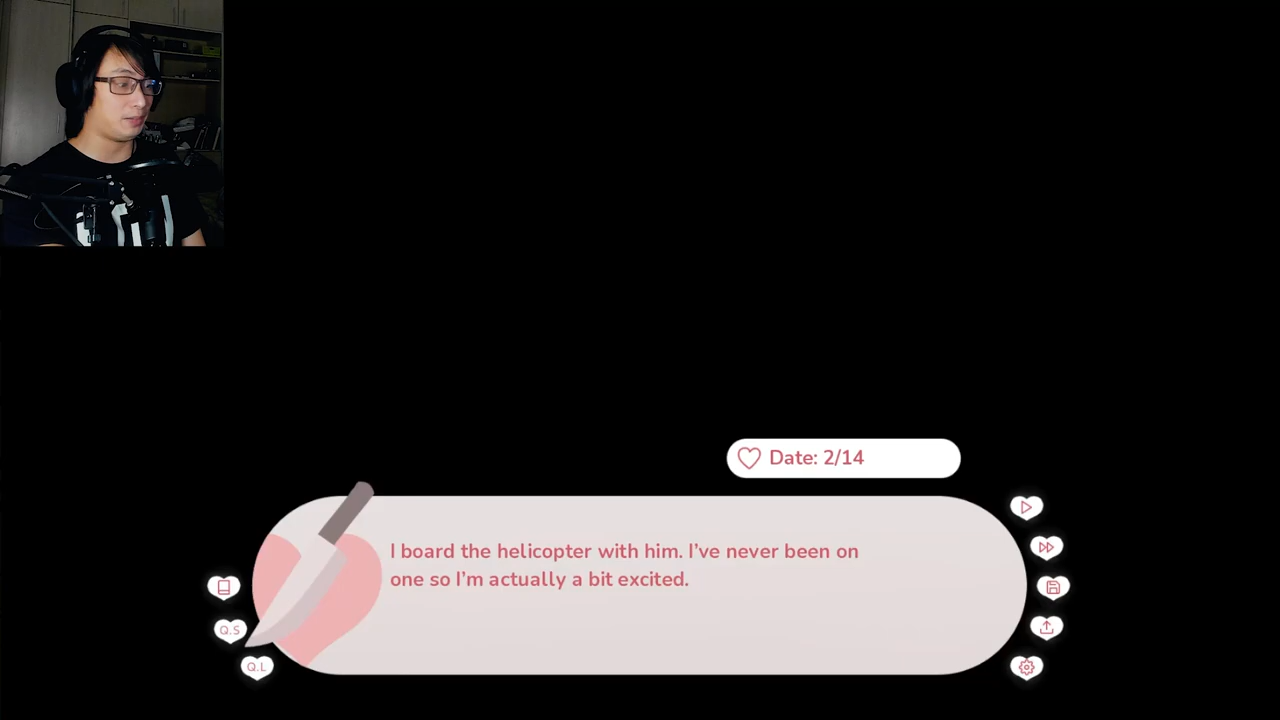 Date: 2/14
I board the helicopter with him. I've never been on
one so I'm actually a bit excited.
Q.S
Q.L